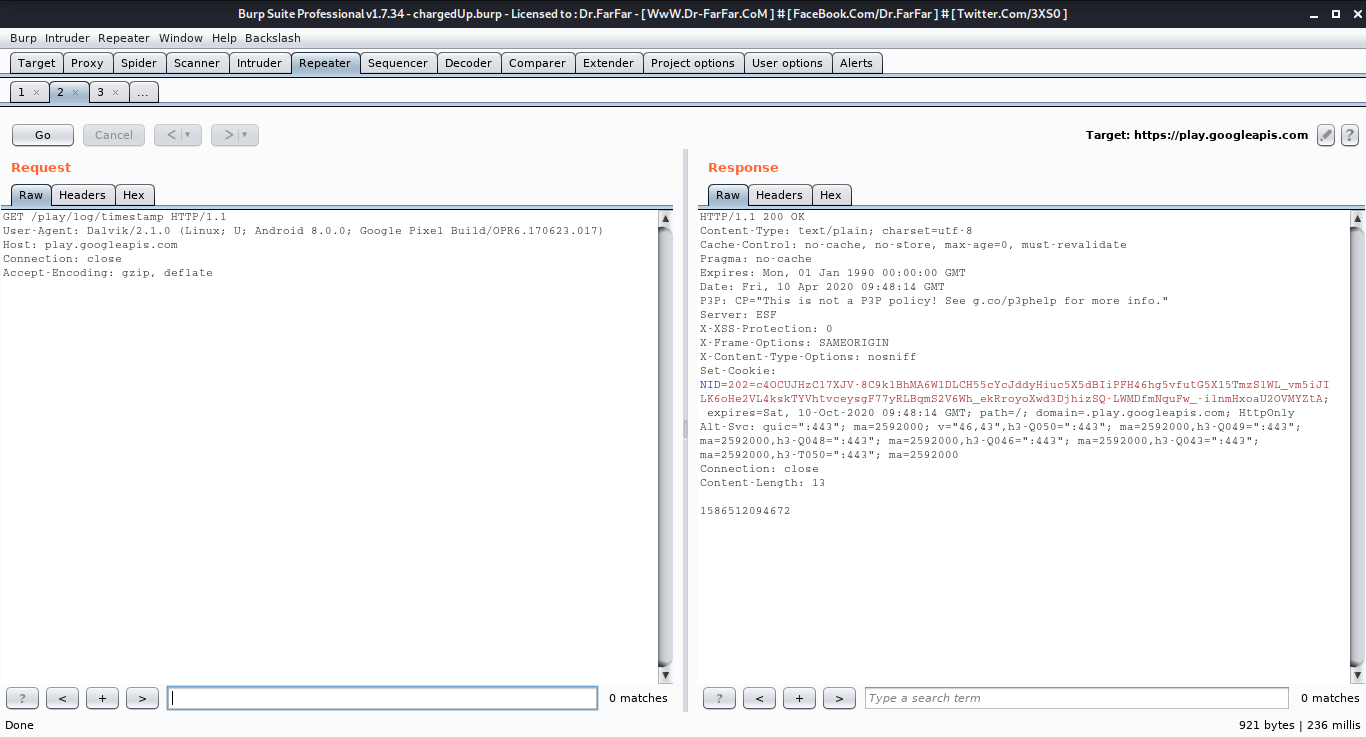 Burp Suite Professional v1.7.34 - chargedUp.burp - Licensed to : Dr.FarFar - [ WwW.Dr-FarFar.CoM ] # [ FaceBook.Com/Dr.FarFar ] # [ Twitter.Com/3XS0 ]
Burp Intruder Repeater Window Help Backslash
Target Proxy Spider Scanner Intruder Repeater Sequencer Decoder Comparer Extender Project options User options Alerts
1 × 2 × 3 × ...
Go Cancel < | ▼ > | ▼ Target: https://play.googleapis.com ?
Request
Raw Headers Hex
GET /play/log/timestamp HTTP/1.1
User-Agent: Dalvik/2.1.0 (Linux; U; Android 8.0.0; Google Pixel Build/OPR6.170623.017)
Host: play.googleapis.com
Connection: close
Accept-Encoding: gzip, deflate
? < + > 0 matches
Response
Raw Headers Hex
HTTP/1.1 200 OK
Content-Type: text/plain; charset=utf-8
Cache-Control: no-cache, no-store, max-age=0, must-revalidate
Pragma: no-cache
Expires: Mon, 01 Jan 1990 00:00:00 GMT
Date: Fri, 10 Apr 2020 09:48:14 GMT
P3P: CP="This is not a P3P policy! See g.co/p3phelp for more info."
Server: ESF
X-XSS-Protection: 0
X-Frame-Options: SAMEORIGIN
X-Content-Type-Options: nosniff
Set-Cookie:
NID=
expires=Sat, 10-Oct-2020 09:48:14 GMT; path=/; domain=.play.googleapis.com; HttpOnly
Alt-Svc: quic=":443"; ma=2592000; v="46,43",h3-Q050=":443"; ma=2592000,h3-Q049=":443";
ma=2592000,h3-Q048=":443"; ma=2592000,h3-Q046=":443"; ma=2592000,h3-Q043=":443";
ma=2592000,h3-T050=":443"; ma=2592000
Connection: close
Content-Length: 13
1586512094672
? < + > Type a search term 0 matches
Done 921 bytes | 236 millis